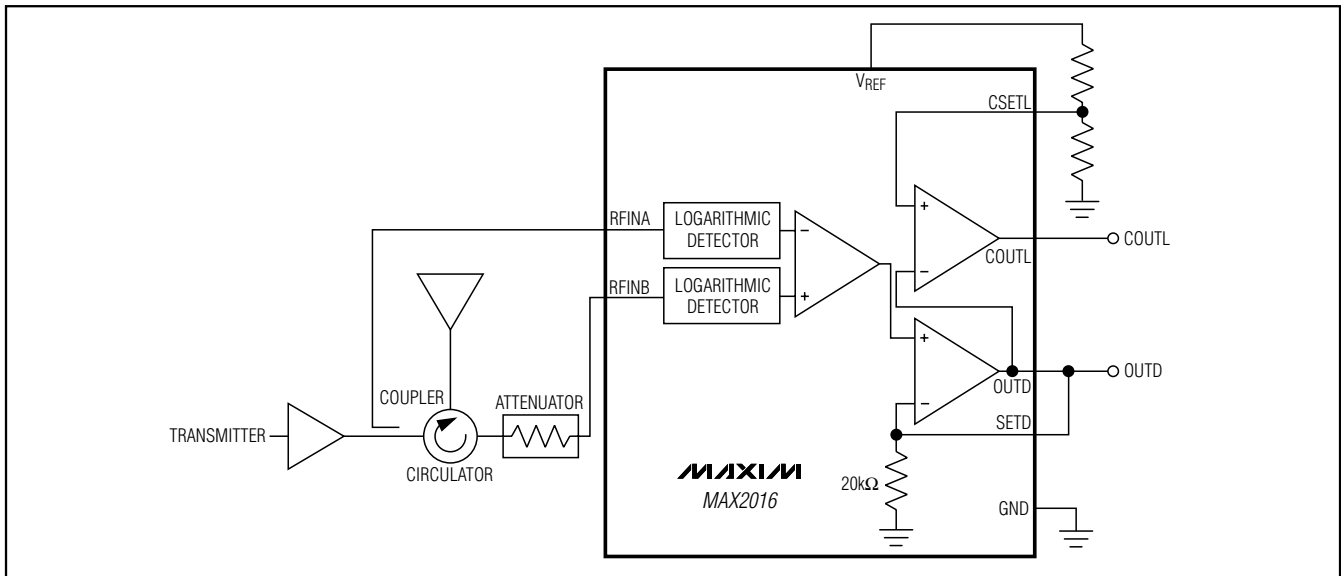 VREF
CSETL
RFINA
LOGARITHMIC
DETECTOR
−
+
RFINB
LOGARITHMIC
DETECTOR
+
−
COUTL
COUTL
+
−
OUTD
OUTD
SETD
COUPLER
ATTENUATOR
TRANSMITTER
CIRCULATOR
MAXIM
MAX2016
20kΩ
GND